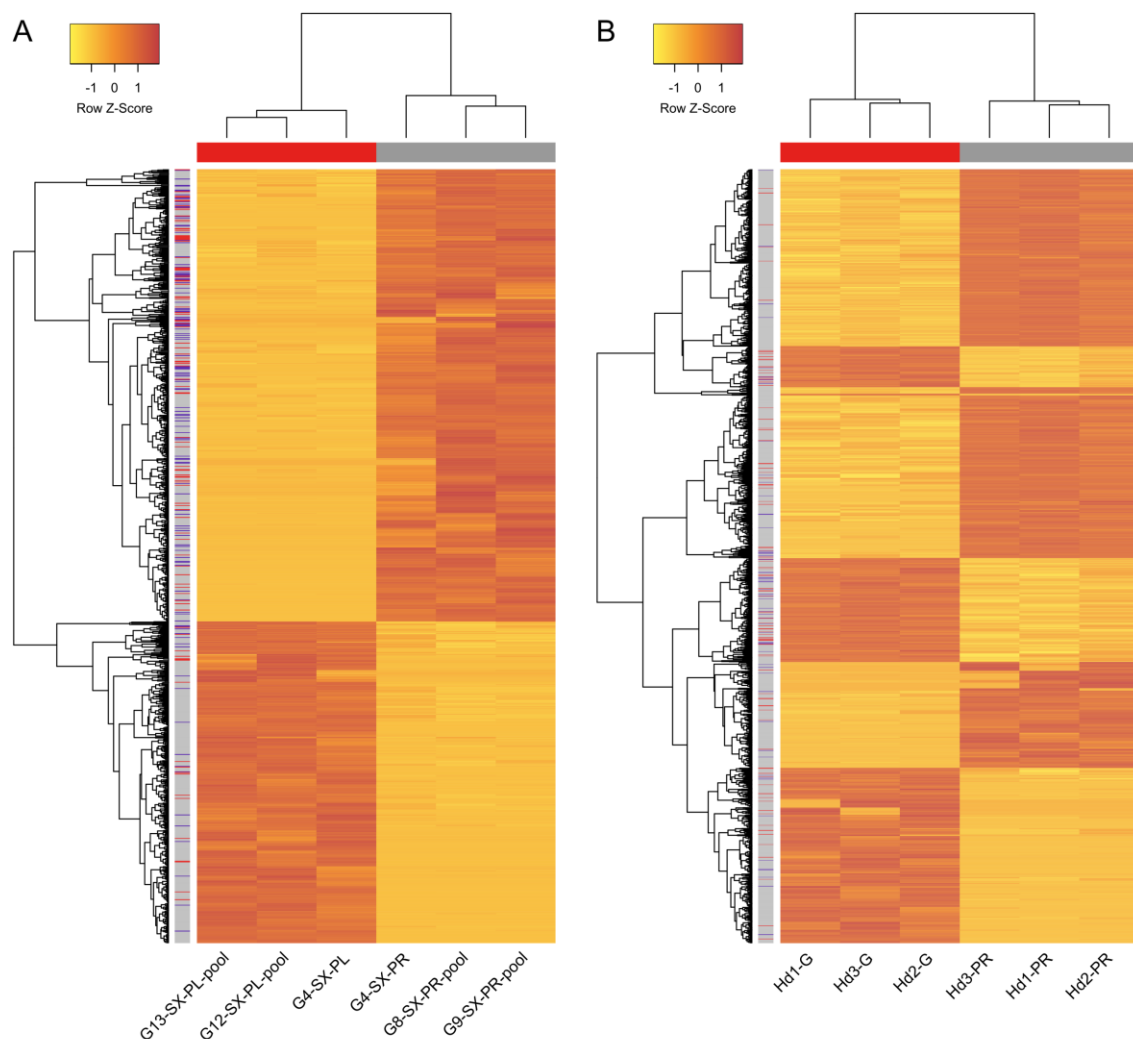 A
-1 0 1
Row Z-Score
B
-1 0 1
Row Z-Score
G13-SX-PL-pool
G12-SX-PL-pool
G4-SX-PL
G4-SX-PR
G8-SX-PR-pool
G9-SX-PR-pool
Hd1-G
Hd3-G
Hd2-G
Hd3-PR
Hd1-PR
Hd2-PR